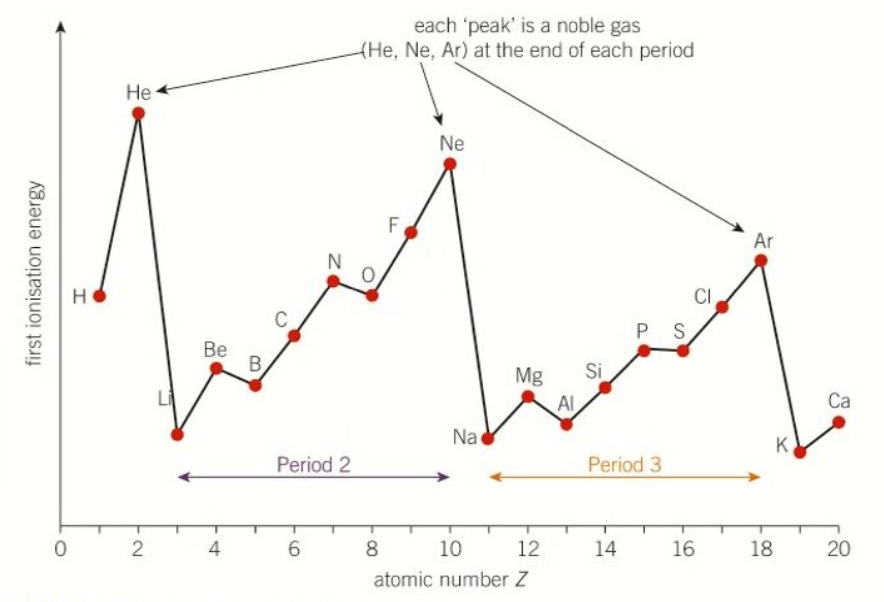 each ‘peak’ is a noble gas
(He, Ne, Ar) at the end of each period
He
Ne
Ar
F
N
O
Cl
H
C
P
S
Be
B
Si
Mg
Li
Al
Ca
Na
K
Period 2
Period 3
first ionisation energy
0 2 4 6 8 10 12 14 16 18 20
atomic number Z